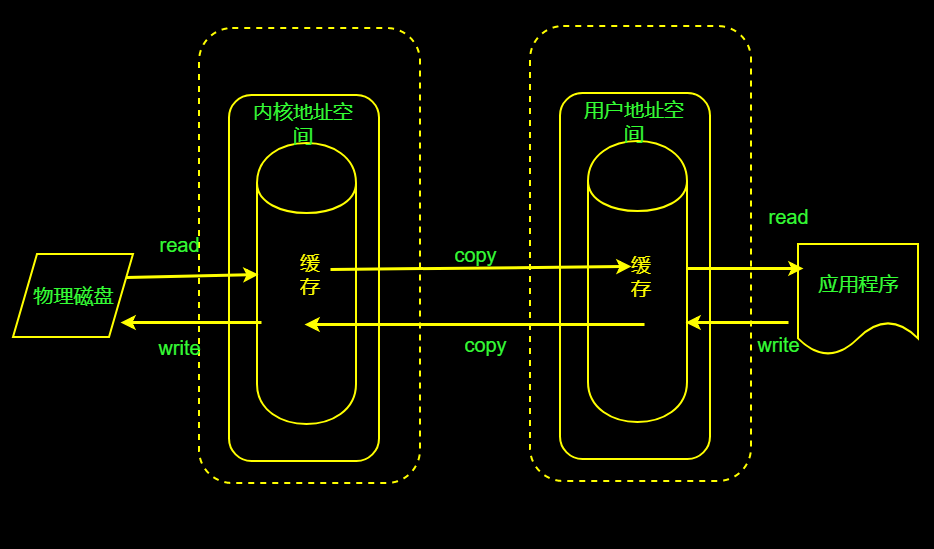 内核地址空
间
用户地址空
间
read
copy
read
缓
存
缓
存
物理磁盘
应用程序
write
copy
write